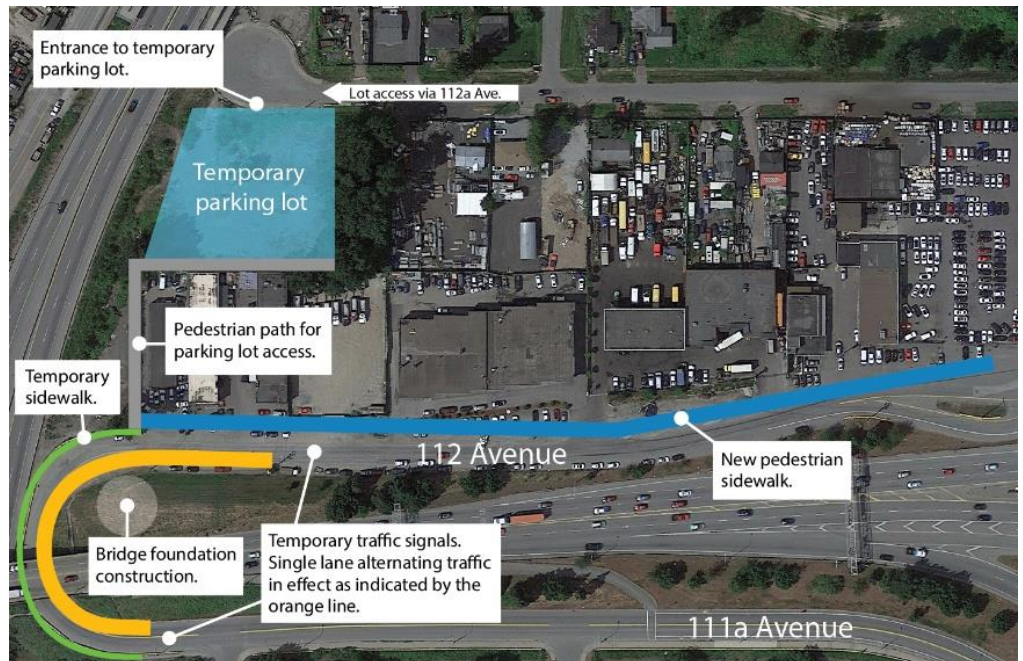 Entrance to temporary
parking lot.
Lot access via 112a Ave.
Temporary
parking lot
Pedestrian path for
parking lot access.
Temporary
sidewalk.
112 Avenue
New pedestrian
sidewalk.
Bridge foundation
construction.
Temporary traffic signals.
Single lane alternating traffic
in effect as indicated by the
orange line.
111a Avenue